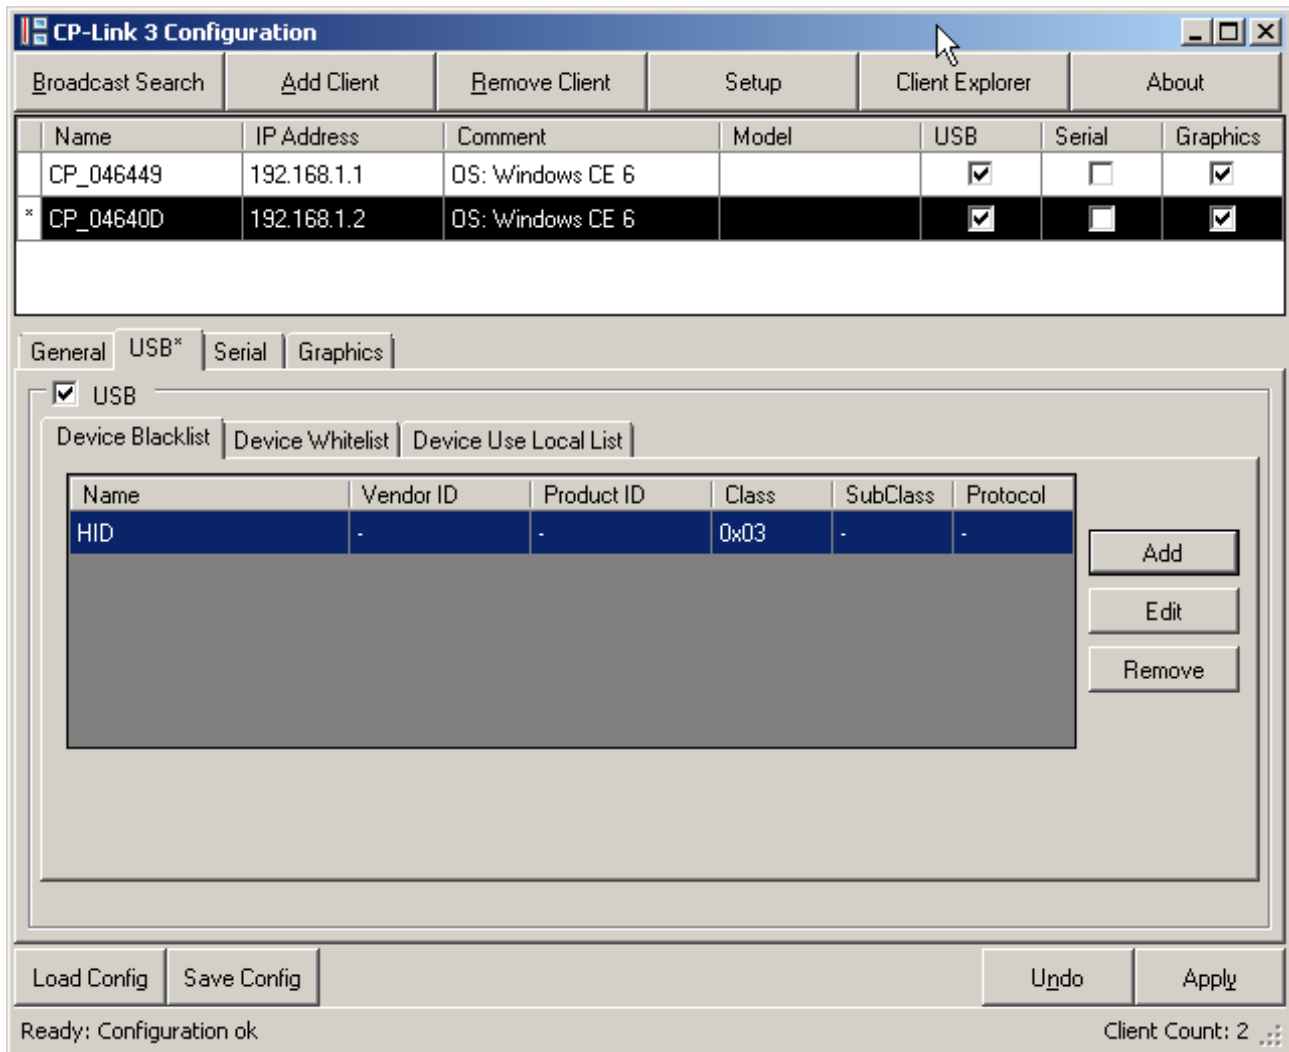 CP-Link 3 Configuration
Broadcast Search Add Client Remove Client Setup Client Explorer About
Name IP Address Comment Model USB Serial Graphics
CP_046449 192.168.1.1 OS: Windows CE 6
* CP_04640D 192.168.1.2 OS: Windows CE 6
General USB* Serial Graphics
USB
Device Blacklist Device Whitelist Device Use Local List
Name Vendor ID Product ID Class SubClass Protocol
HID - - 0x03 - -
Add
Edit
Remove
Load Config Save Config Undo Apply
Ready: Configuration ok Client Count: 2